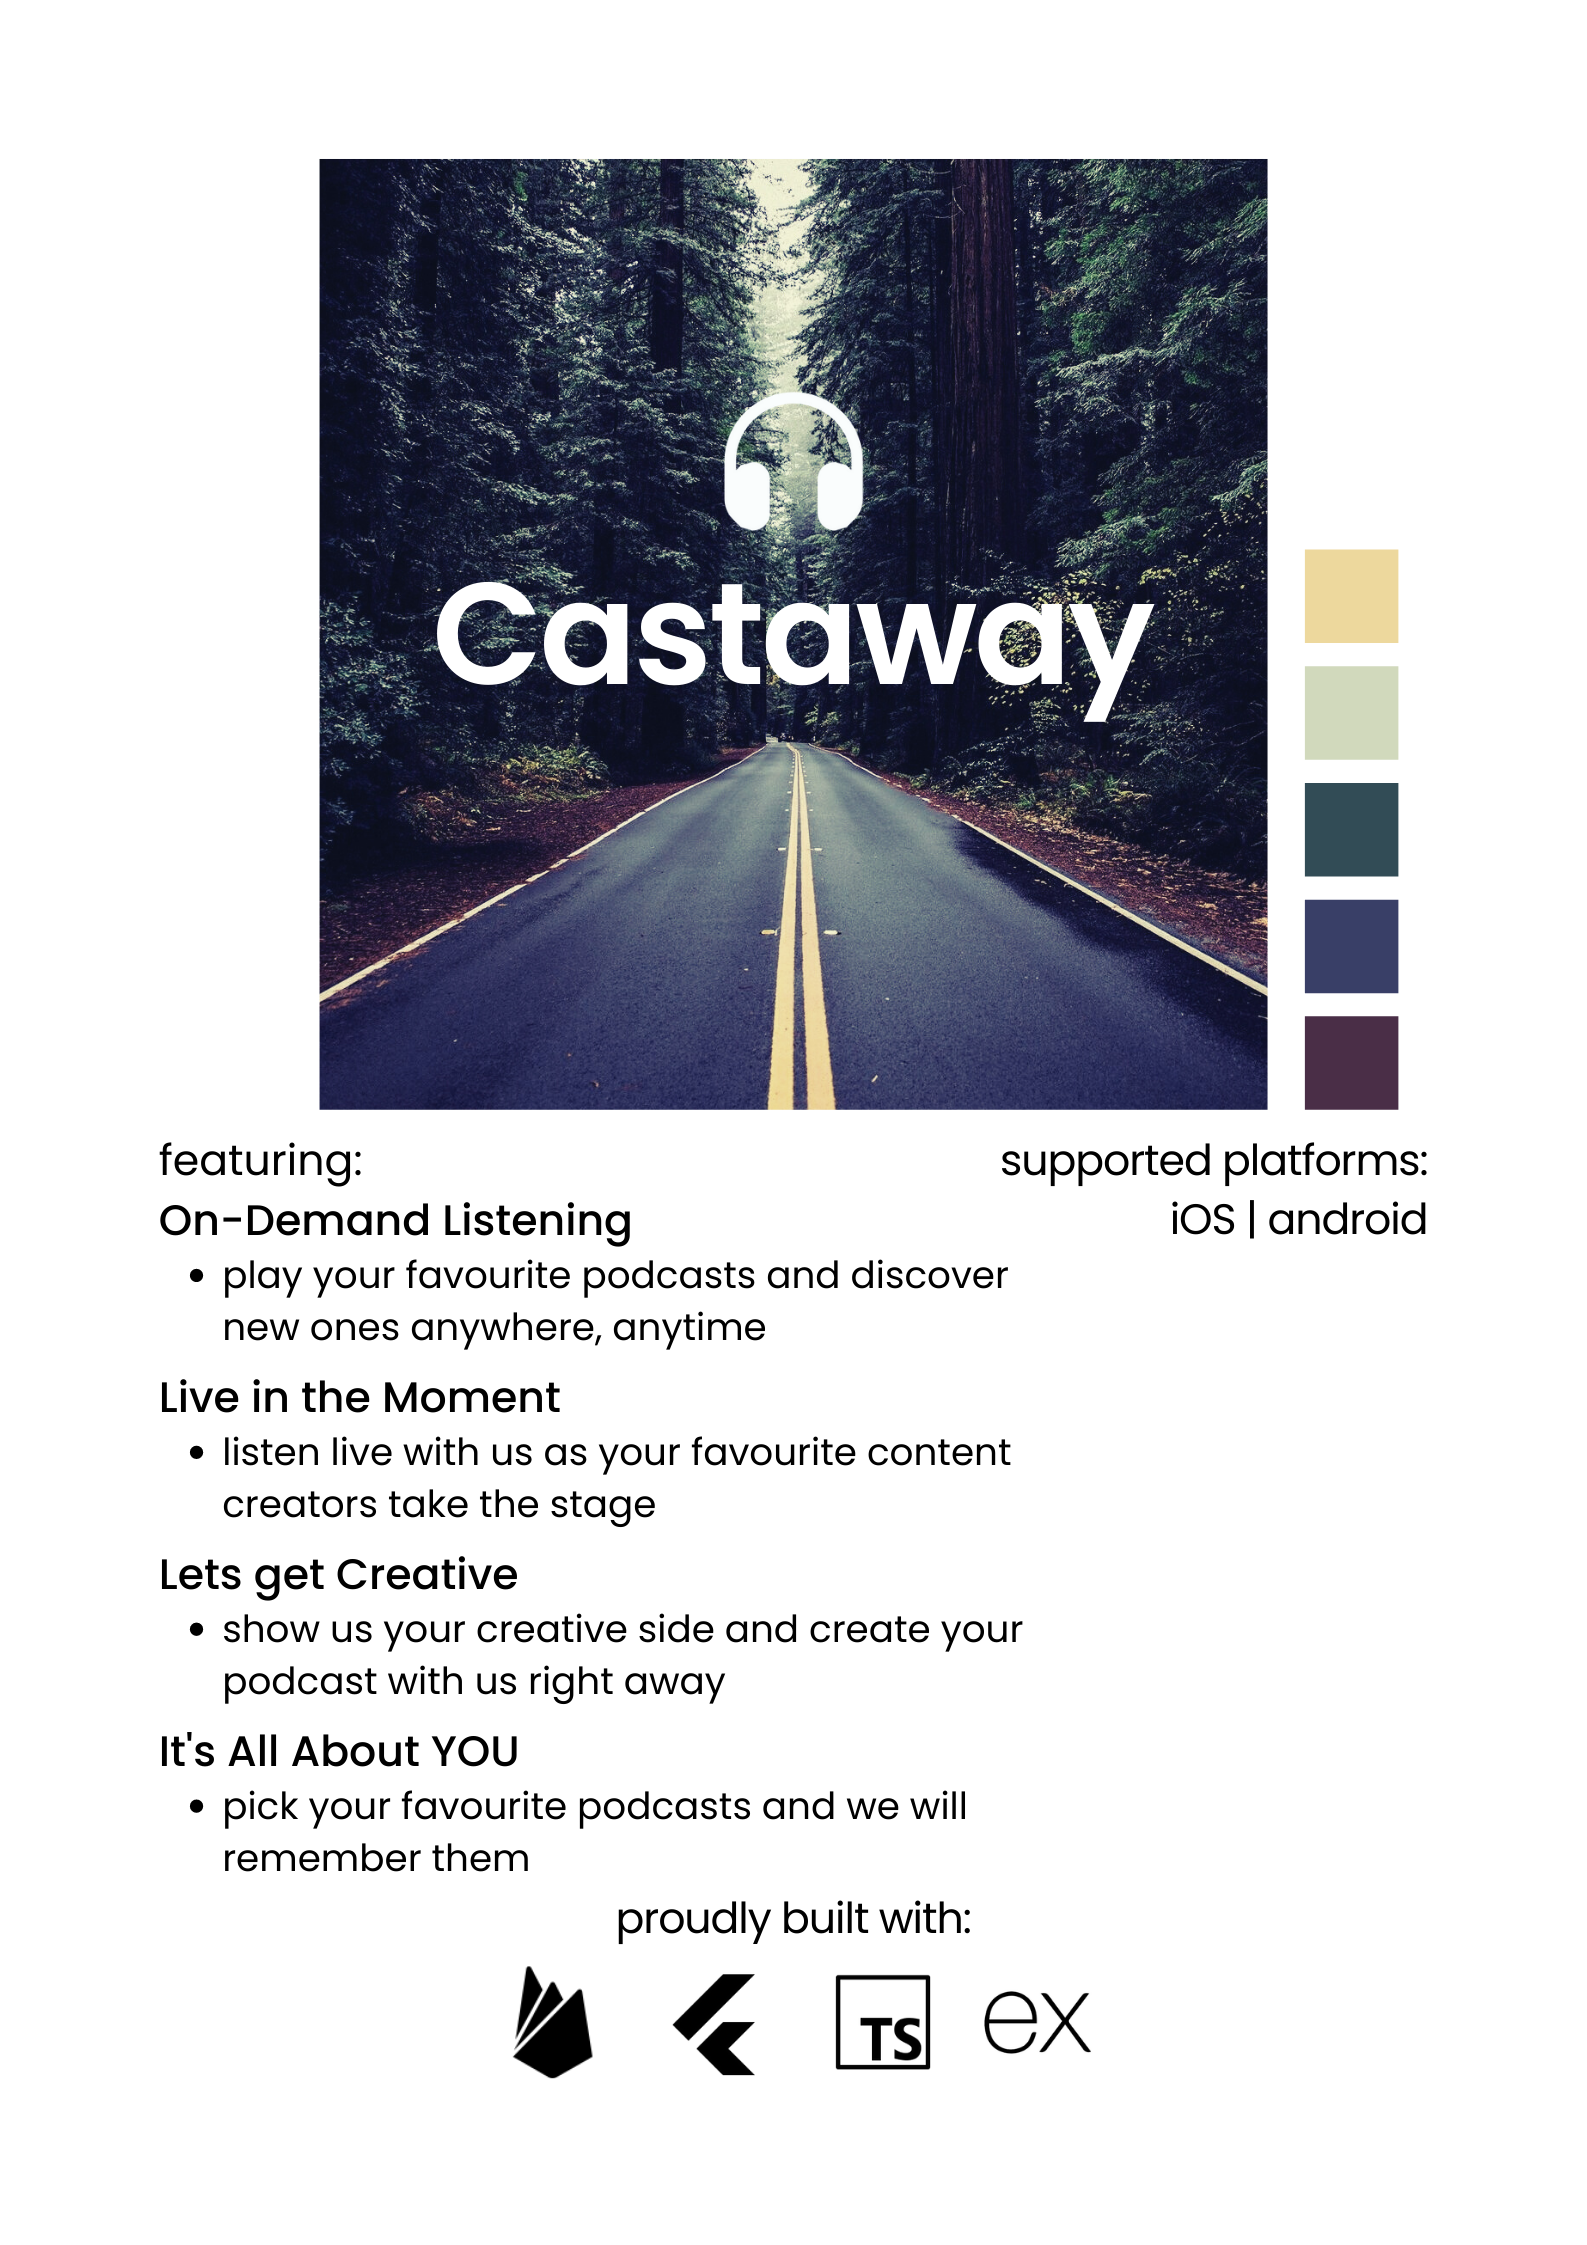 Castaway
featuring:
On-Demand Listening
• play your favourite podcasts and discover
new ones anywhere, anytime
Live in the Moment
• listen live with us as your favourite content
creators take the stage
Lets get Creative
• show us your creative side and create your
podcast with us right away
It's All About YOU
• pick your favourite podcasts and we will
remember them
supported platforms:
iOS | android
proudly built with:
TS
ex